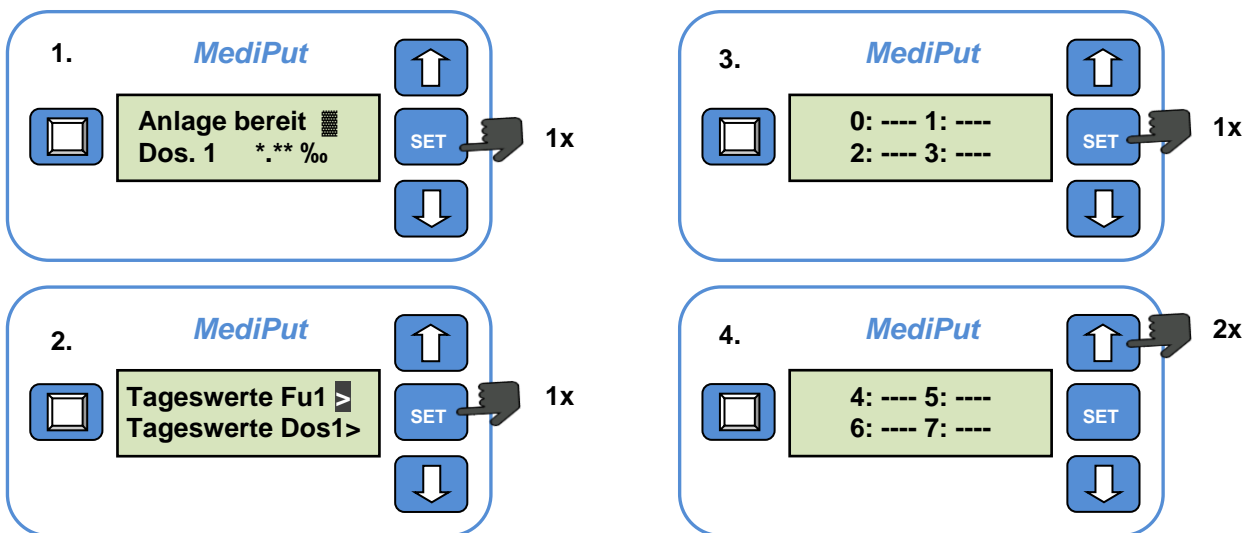 1.
MediPut
Anlage bereit ▒
Dos. 1 *.** ‰
SET
1x
2.
MediPut
Tageswerte Fu1 >
Tageswerte Dos1>
SET
1x
3.
MediPut
0: ---- 1: ----
2: ---- 3: ----
SET
1x
4.
MediPut
4: ---- 5: ----
6: ---- 7: ----
SET
2x